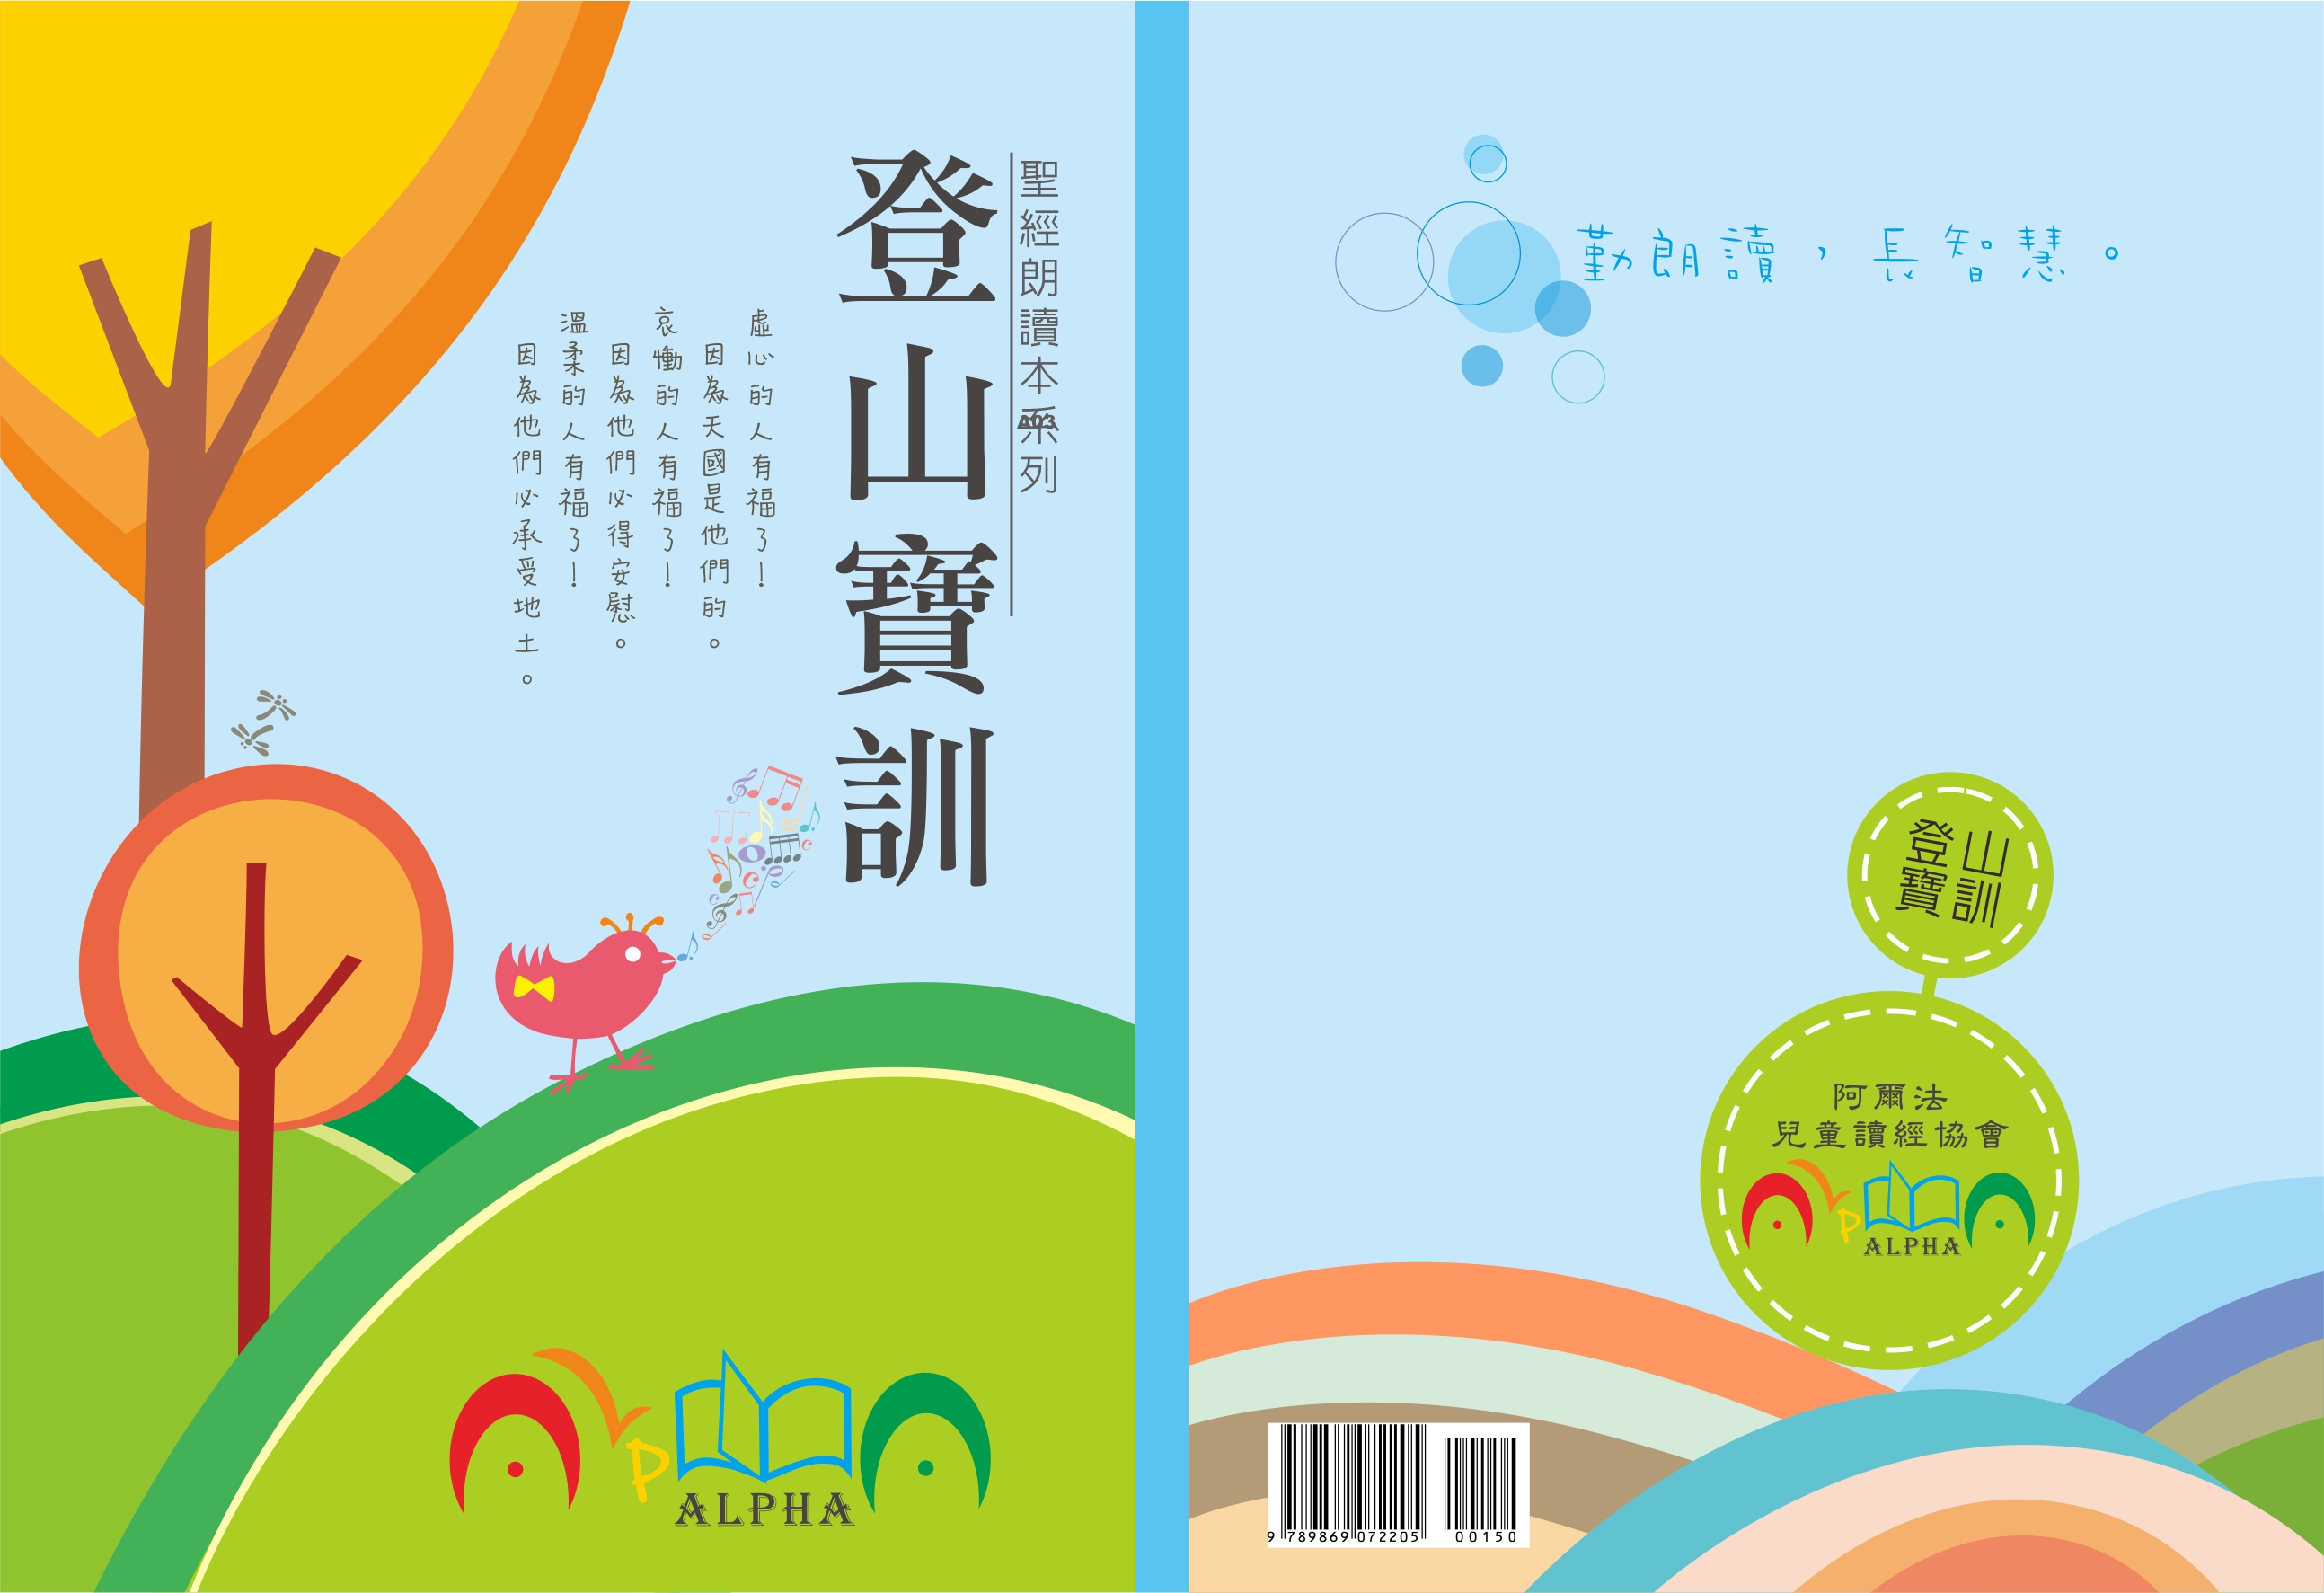 聖經朗讀本系列
A03
登山寶訓
虛心的人有福了！
因為天國是他們的。
哀慟的人有福了！
因為他們必得安慰。
溫柔的人有福了！
因為他們必承受地土。
P
ALPHA
勤朗讀，長智慧。
登山
寶訓
阿爾法
兒童讀經協會
P
ALPHA
9 789869 072205 00150